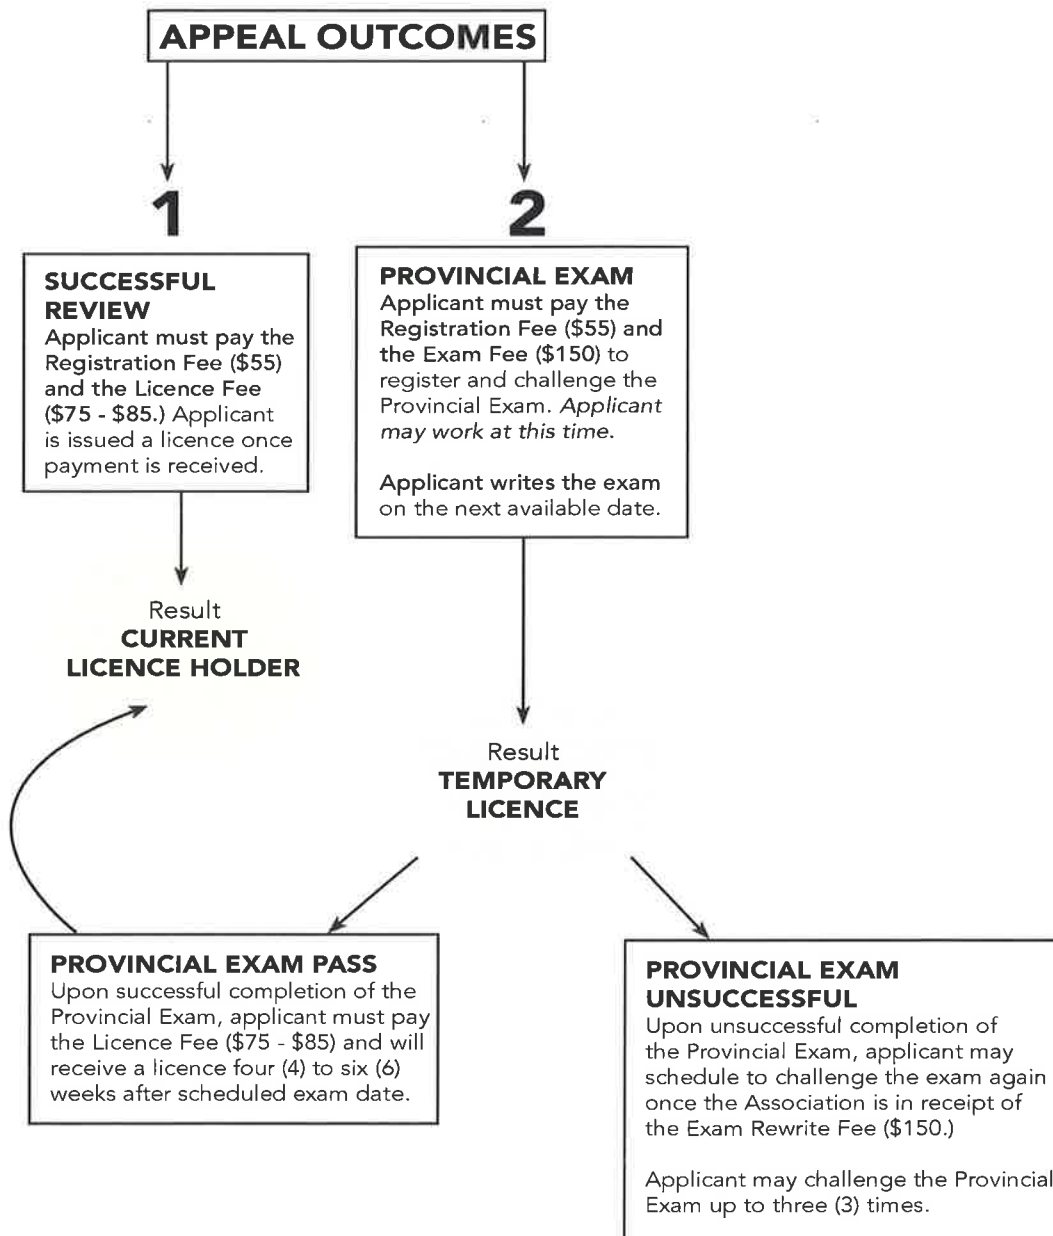 APPEAL OUTCOMES
1
SUCCESSFUL
REVIEW
Applicant must pay the
Registration Fee ($55)
and the Licence Fee
($75 - $85.) Applicant
is issued a licence once
payment is received.
2
PROVINCIAL EXAM
Applicant must pay the
Registration Fee ($55) and
the Exam Fee ($150) to
register and challenge the
Provincial Exam. Applicant
may work at this time.
Applicant writes the exam
on the next available date.
Result
CURRENT
LICENCE HOLDER
Result
TEMPORARY
LICENCE
PROVINCIAL EXAM PASS
Upon successful completion of the
Provincial Exam, applicant must pay
the Licence Fee ($75 - $85) and will
receive a licence four (4) to six (6)
weeks after scheduled exam date.
PROVINCIAL EXAM
UNSUCCESSFUL
Upon unsuccessful completion of
the Provincial Exam, applicant may
schedule to challenge the exam again
once the Association is in receipt of
the Exam Rewrite Fee ($150.)
Applicant may challenge the Provincial
Exam up to three (3) times.